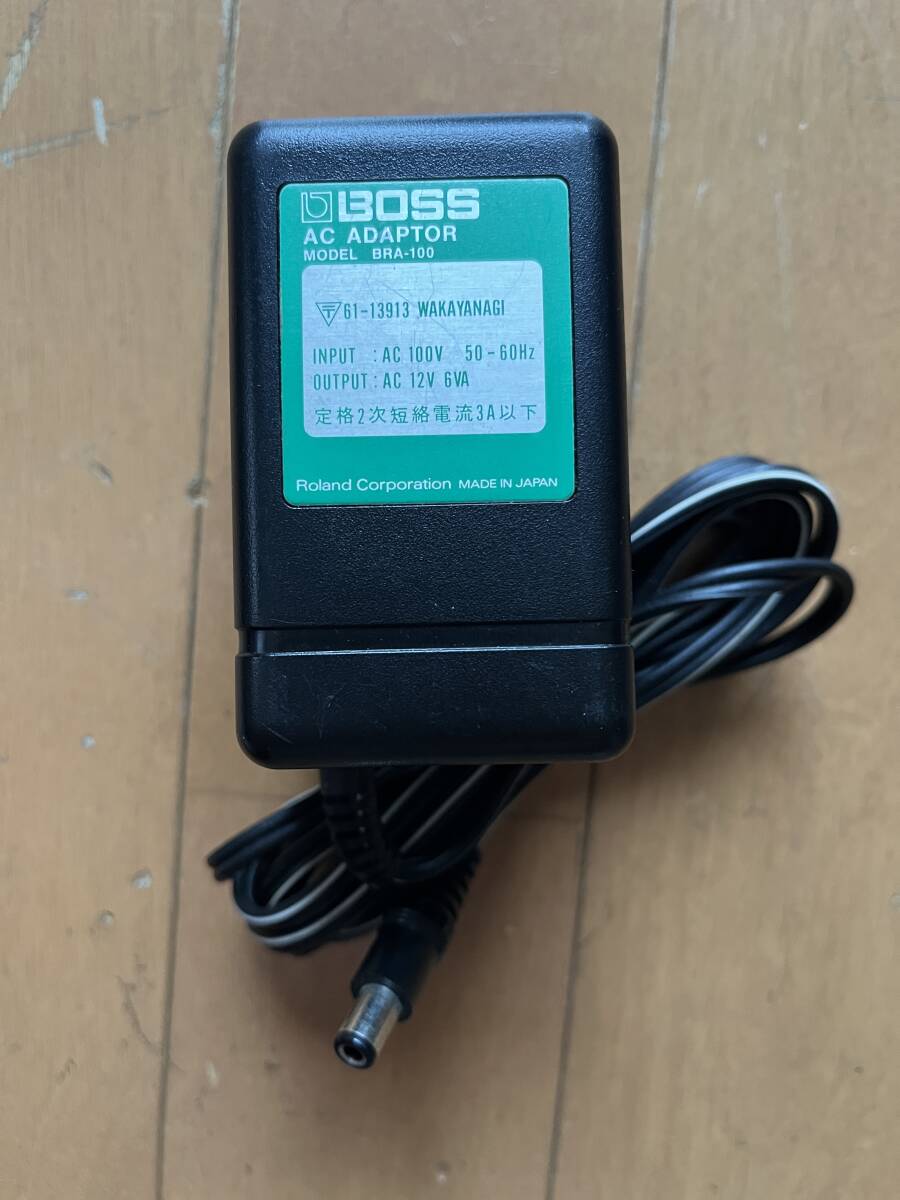 BOSS
AC ADAPTOR
MODEL BRA-100
〒61-13913 WAKAYANAGI
INPUT : AC 100V 50-60Hz
OUTPUT : AC 12V 6VA
定格2次短絡電流3A以下
Roland Corporation MADE IN JAPAN